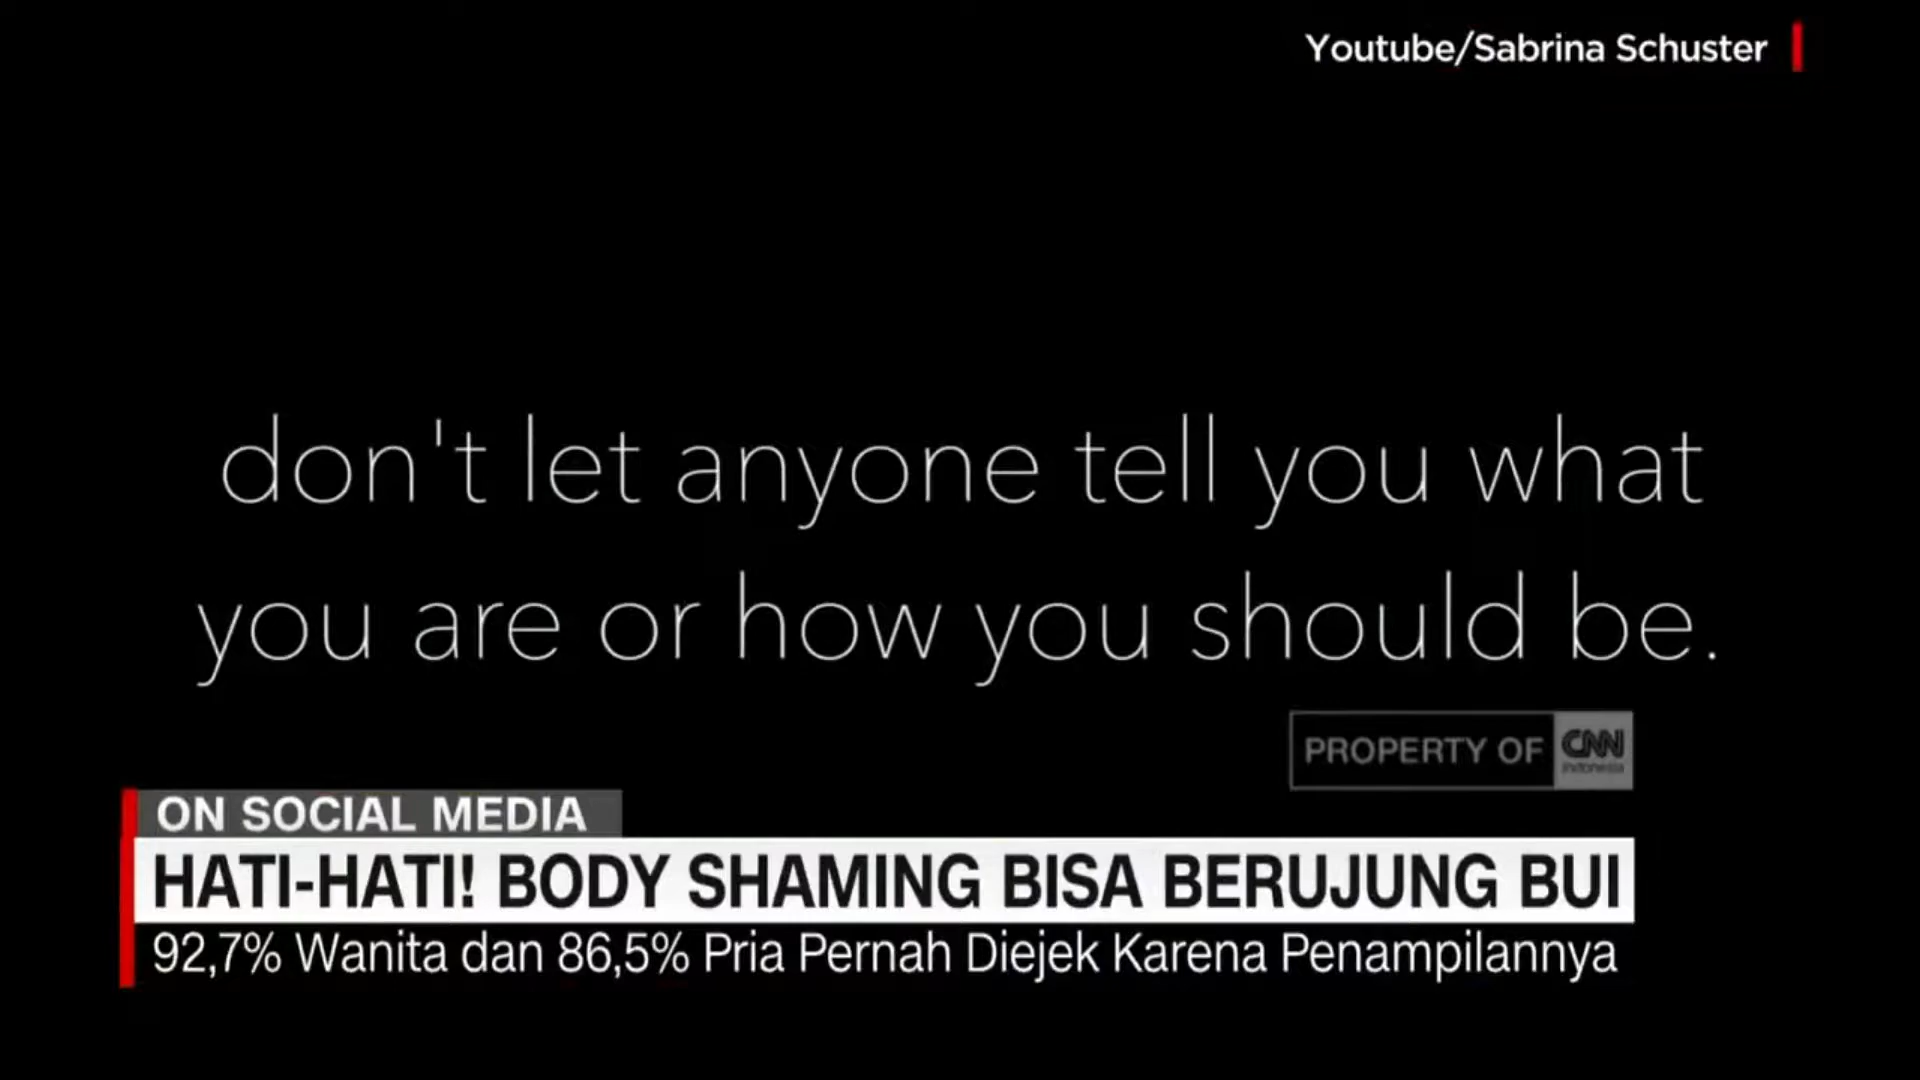 Youtube/Sabrina Schuster
don't let anyone tell you what
you are or how you should be.
PROPERTY OF CNN Indonesia
ON SOCIAL MEDIA
HATI-HATI! BODY SHAMING BISA BERUJUNG BUI
92,7% Wanita dan 86,5% Pria Pernah Diejek Karena Penampilannya